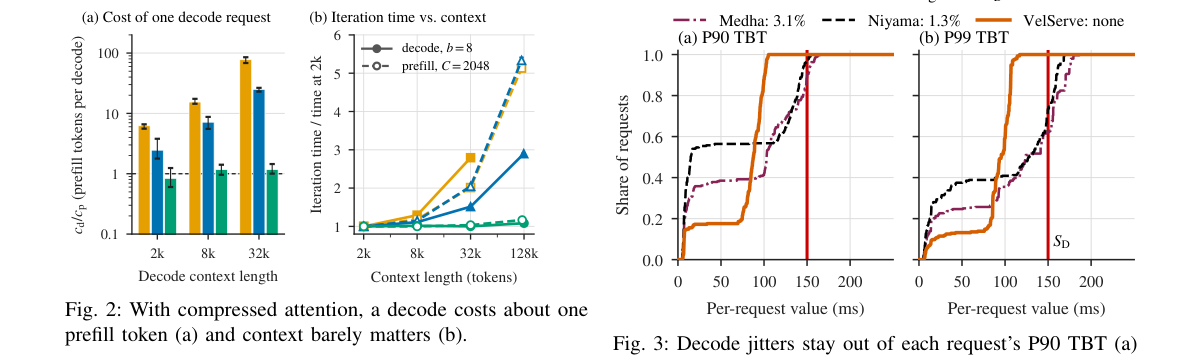 (a) Cost of one decode request
(b) Iteration time vs. context
c_d/c_p (prefill tokens per decode)
100
10
1
0.1
2k
8k
32k
Decode context length
Iteration time / time at 2k
6
5
4
3
2
1
decode, b = 8
prefill, C = 2048
2k
8k
32k
128k
Context length (tokens)
Fig. 2: With compressed attention, a decode costs about one
prefill token (a) and context barely matters (b).
Medha: 3.1%
Niyama: 1.3%
VelServe: none
(a) P90 TBT
(b) P99 TBT
Share of requests
1.0
0.8
0.6
0.4
0.2
0.0
0
50
100
150
200
Per-request value (ms)
S_D
0
50
100
150
200
Per-request value (ms)
Fig. 3: Decode jitters stay out of each request's P90 TBT (a)